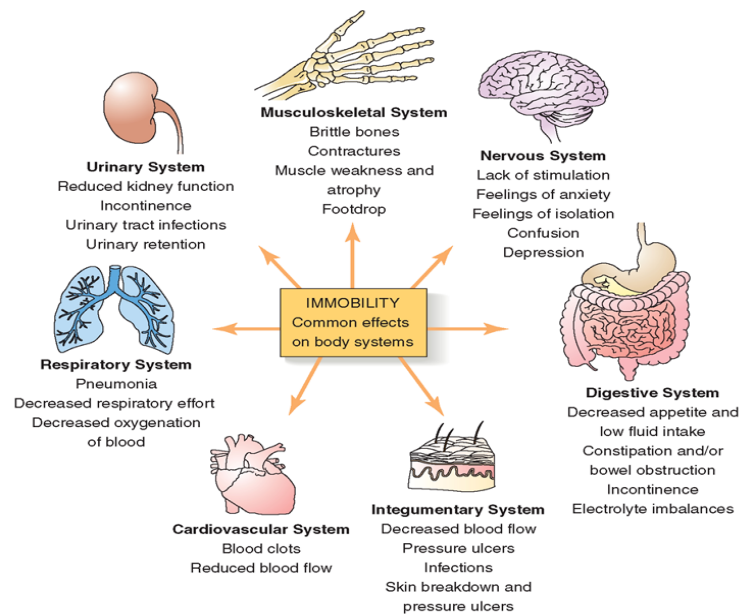 Musculoskeletal System
Brittle bones
Contractures
Muscle weakness and
atrophy
Footdrop
Nervous System
Lack of stimulation
Feelings of anxiety
Feelings of isolation
Confusion
Depression
Urinary System
Reduced kidney function
Incontinence
Urinary tract infections
Urinary retention
IMMOBILITY
Common effects
on body systems
Respiratory System
Pneumonia
Decreased respiratory effort
Decreased oxygenation
of blood
Digestive System
Decreased appetite and
low fluid intake
Constipation and/or
bowel obstruction
Incontinence
Electrolyte imbalances
Cardiovascular System
Blood clots
Reduced blood flow
Integumentary System
Decreased blood flow
Pressure ulcers
Infections
Skin breakdown and
pressure ulcers